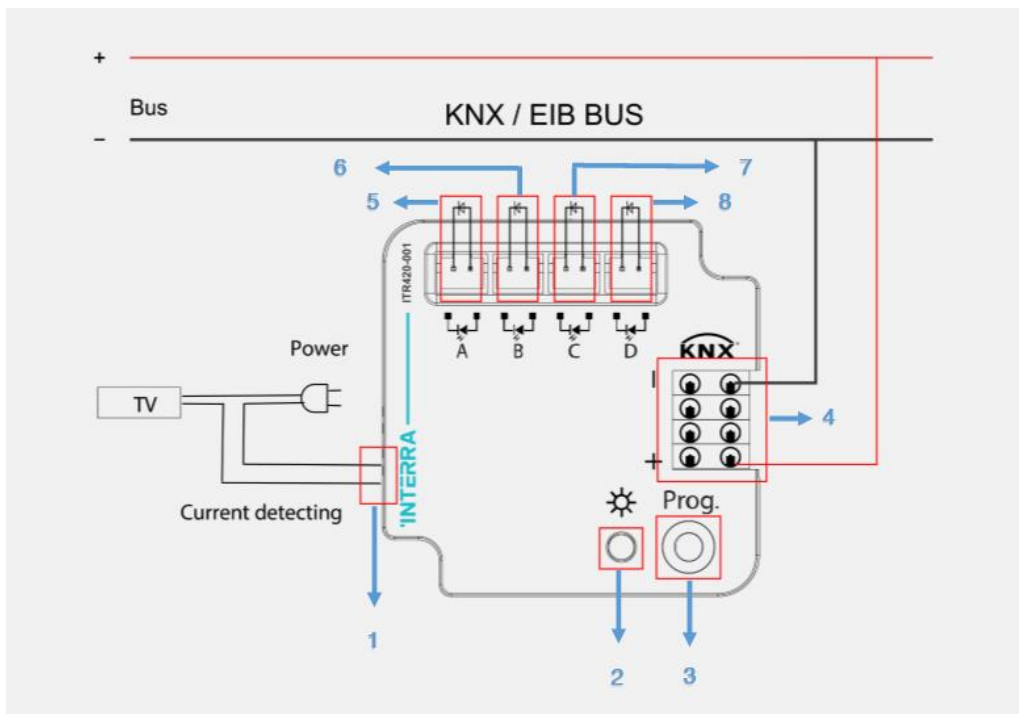 +
Bus
KNX / EIB BUS
–
6
7
5
8
ITR420-001
A
B
C
D
KNX
Power
TV
–
4
+
INTERRA
Current detecting
Prog.
1
2
3